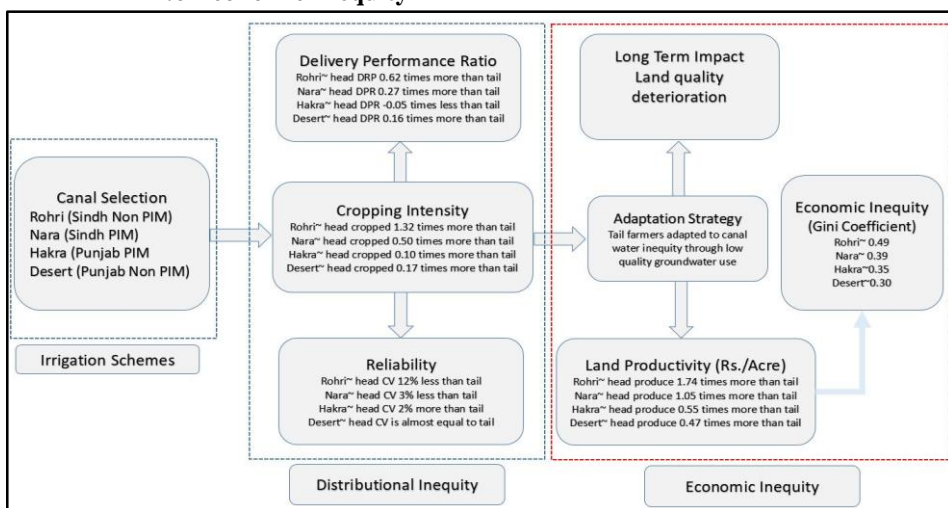 Delivery Performance Ratio
Rohri~ head DRP 0.62 times more than tail
Nara~ head DPR 0.27 times more than tail
Hakra~ head DPR -0.05 times less than tail
Desert~ head DPR 0.16 times more than tail
Long Term Impact
Land quality
deterioration
Canal Selection
Rohri (Sindh Non PIM)
Nara (Sindh PIM)
Hakra (Punjab PIM
Desert (Punjab Non PIM)
Cropping Intensity
Rohri~ head cropped 1.32 times more than tail
Nara~ head cropped 0.50 times more than tail
Hakra~ head cropped 0.10 times more than tail
Desert~ head cropped 0.17 times more than tail
Adaptation Strategy
Tail farmers adapted to canal
water inequity through low
quality groundwater use
Economic Inequity
(Gini Coefficient)
Rohri~ 0.49
Nara~ 0.39
Hakra~0.35
Desert~0.30
Irrigation Schemes
Reliability
Rohri~ head CV 12% less than tail
Nara~ head CV 3% less than tail
Hakra~ head CV 2% more than tail
Desert~ head CV is almost equal to tail
Land Productivity (Rs./Acre)
Rohri~ head produce 1.74 times more than tail
Nara~ head produce 1.05 times more than tail
Hakra~ head produce 0.55 times more than tail
Desert~ head produce 0.47 times more than tail
Distributional Inequity
Economic Inequity